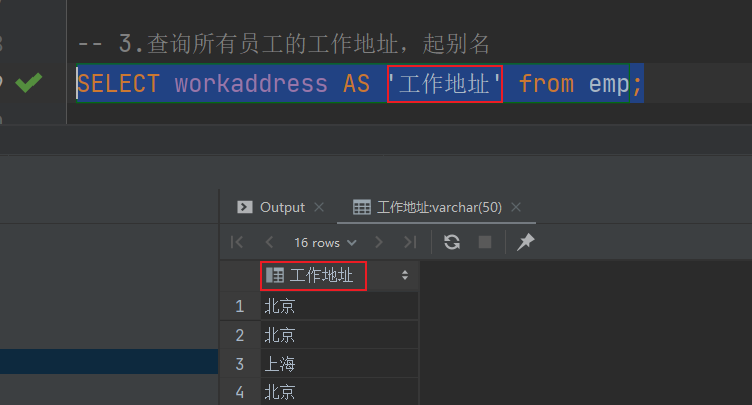 -- 3.查询所有员工的工作地址，起别名
SELECT workaddress AS '工作地址' from emp;
Output
工作地址:varchar(50)
16 rows
工作地址
1 北京
2 北京
3 上海
4 北京